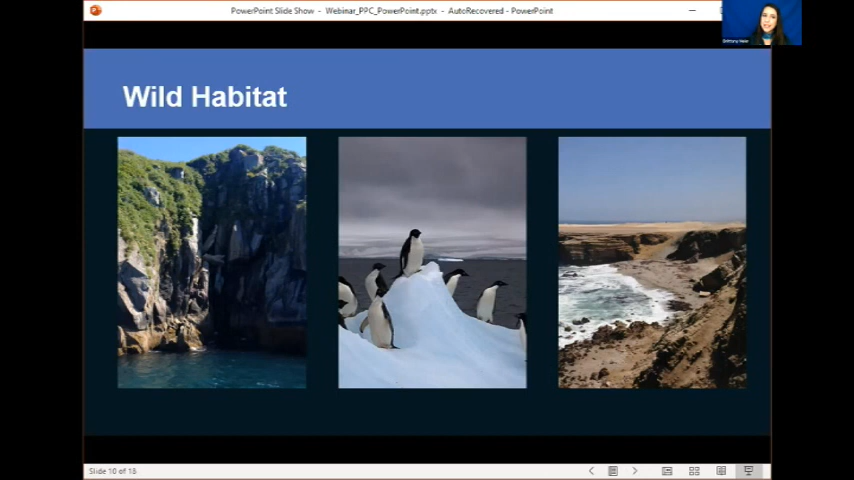 PowerPoint Slide Show - Webinar_PPC_PowerPoint.pptx - AutoRecovered - PowerPoint
Wild Habitat
Slide 10 of 18